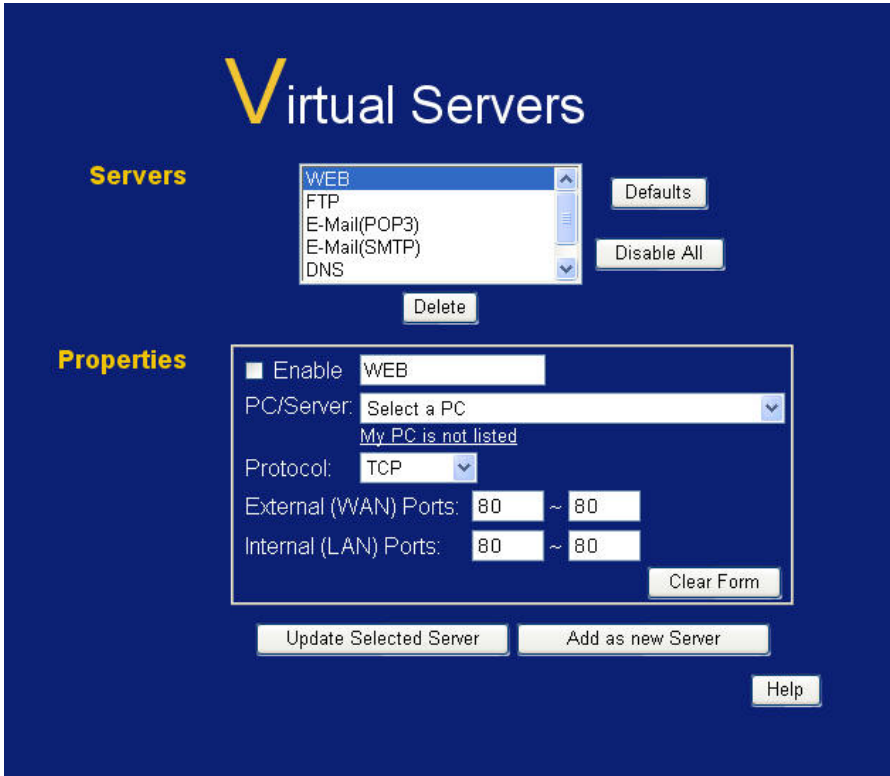 Virtual Servers
Servers
WEB
FTP
E-Mail(POP3)
E-Mail(SMTP)
DNS
Defaults
Disable All
Delete
Properties
Enable WEB
PC/Server: Select a PC
My PC is not listed
Protocol: TCP
External (WAN) Ports: 80 ~ 80
Internal (LAN) Ports: 80 ~ 80
Clear Form
Update Selected Server Add as new Server
Help